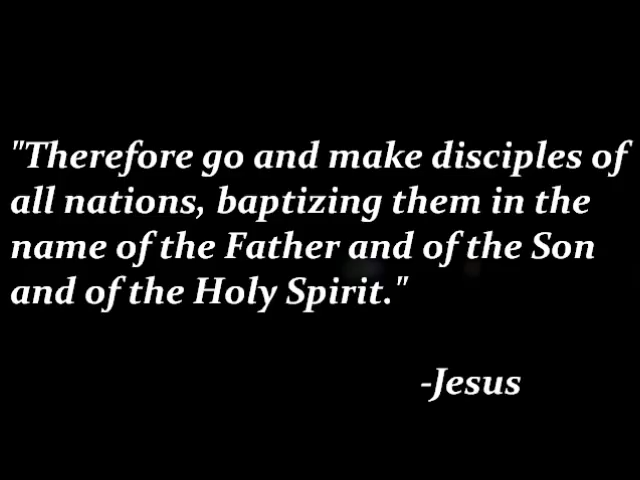 "Therefore go and make disciples of
all nations, baptizing them in the
name of the Father and of the Son
and of the Holy Spirit."
-Jesus